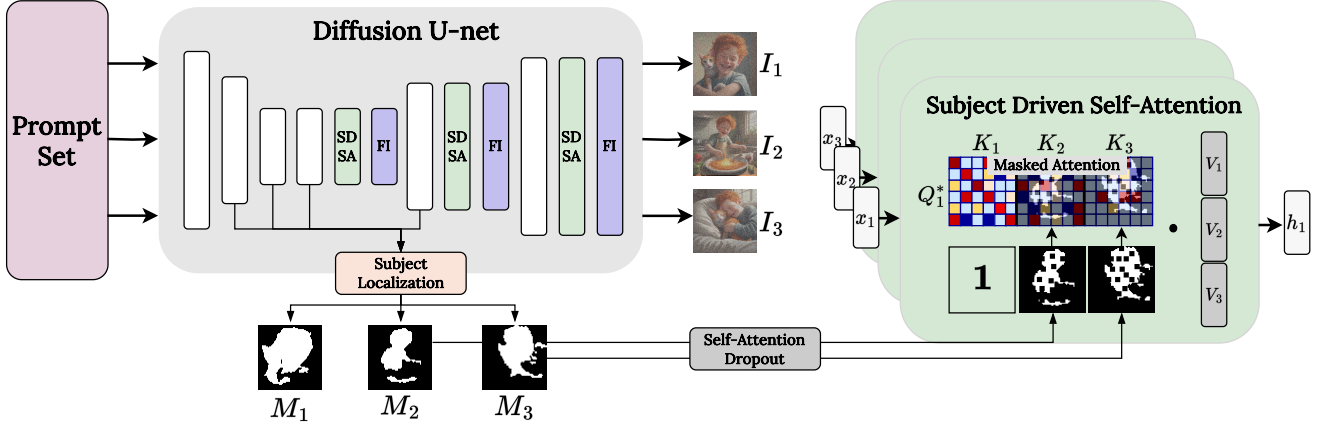 Diffusion U-net
Prompt
Set
SD
SA
FI
SD
SA
FI
SD
SA
FI
I₁
I₂
I₃
Subject
Localization
M₁
M₂
M₃
Self-Attention
Dropout
Subject Driven Self-Attention
x₃
x₂
x₁
K₁ K₂ K₃
Masked Attention
Q₁*
1
V₁
V₂
V₃
h₁